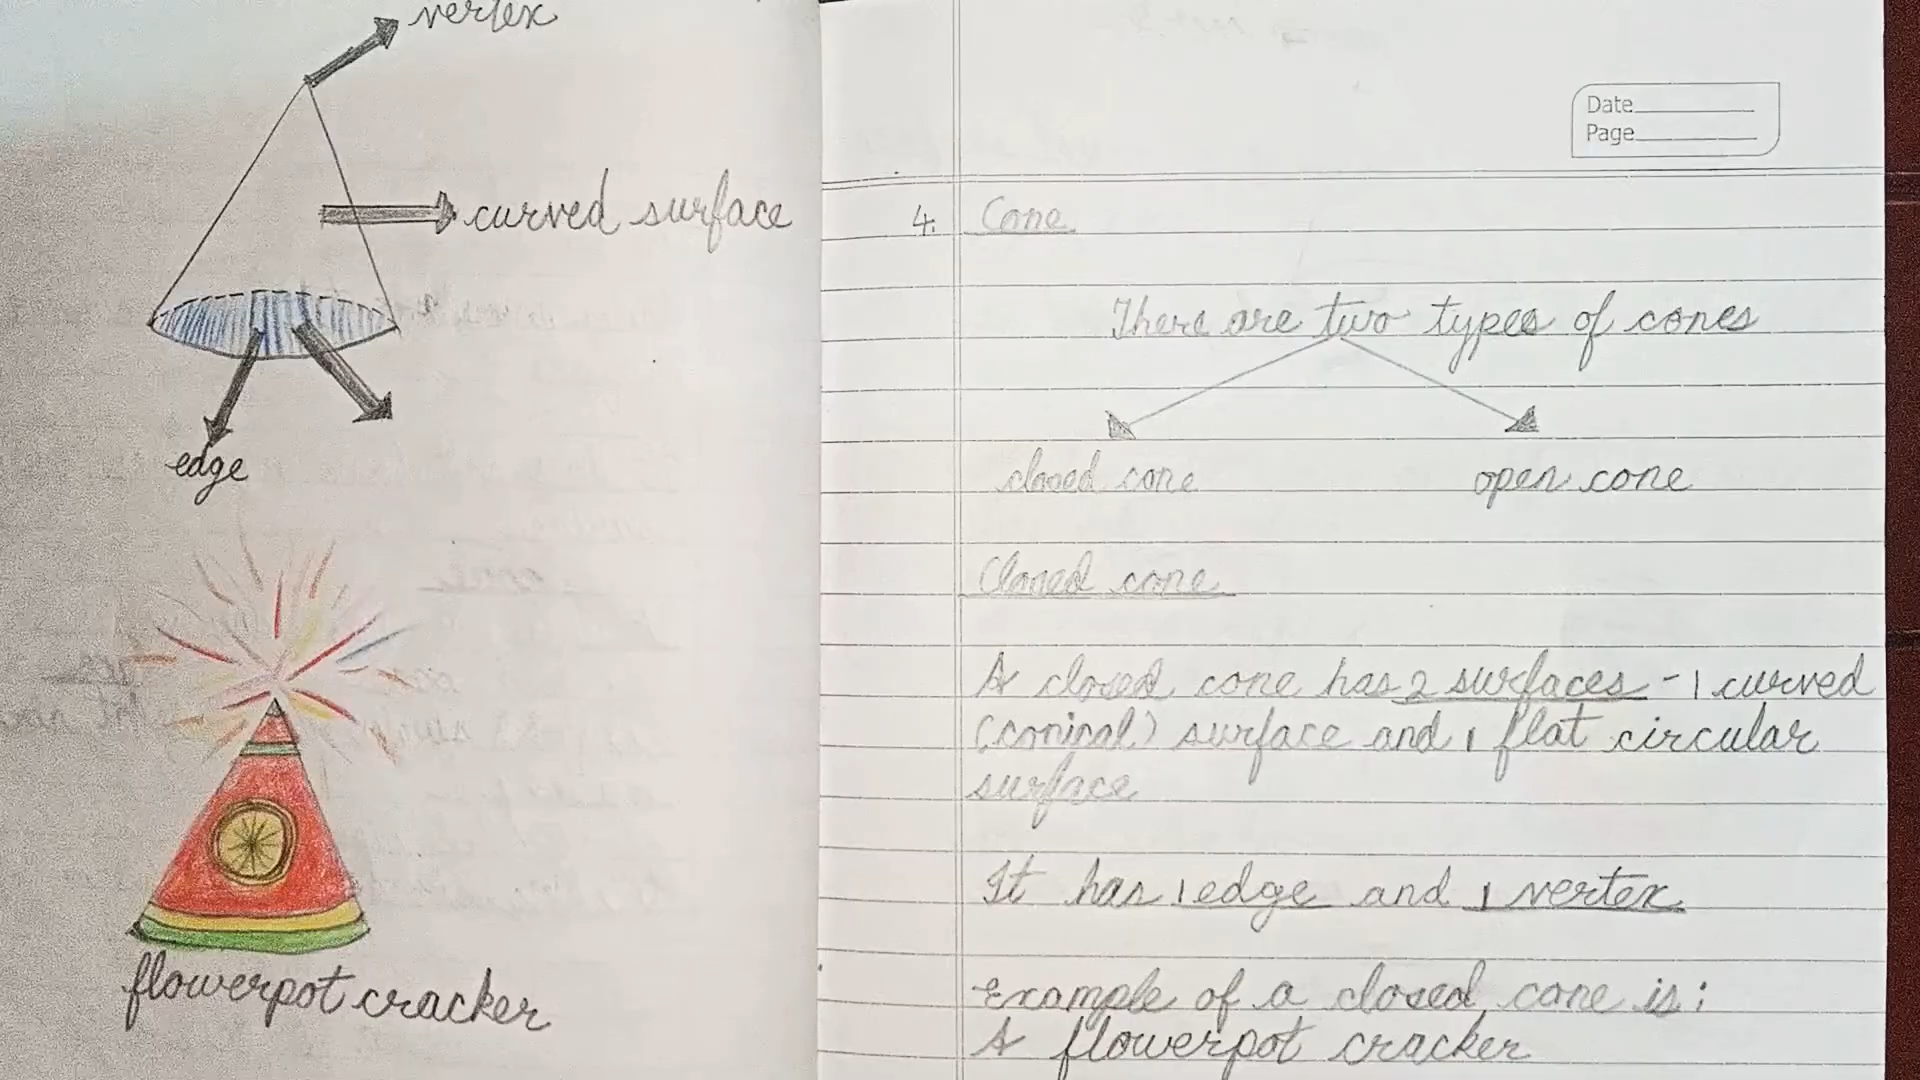 vertex
curved surface
edge
flowerpot cracker
Date
Page
4. Cone
There are two types of cones
closed cone
open cone
Closed cone
A closed cone has 2 surfaces - 1 curved
(conical) surface and 1 flat circular
surface
It has 1 edge and 1 vertex
Example of a closed cone is:
A flowerpot cracker